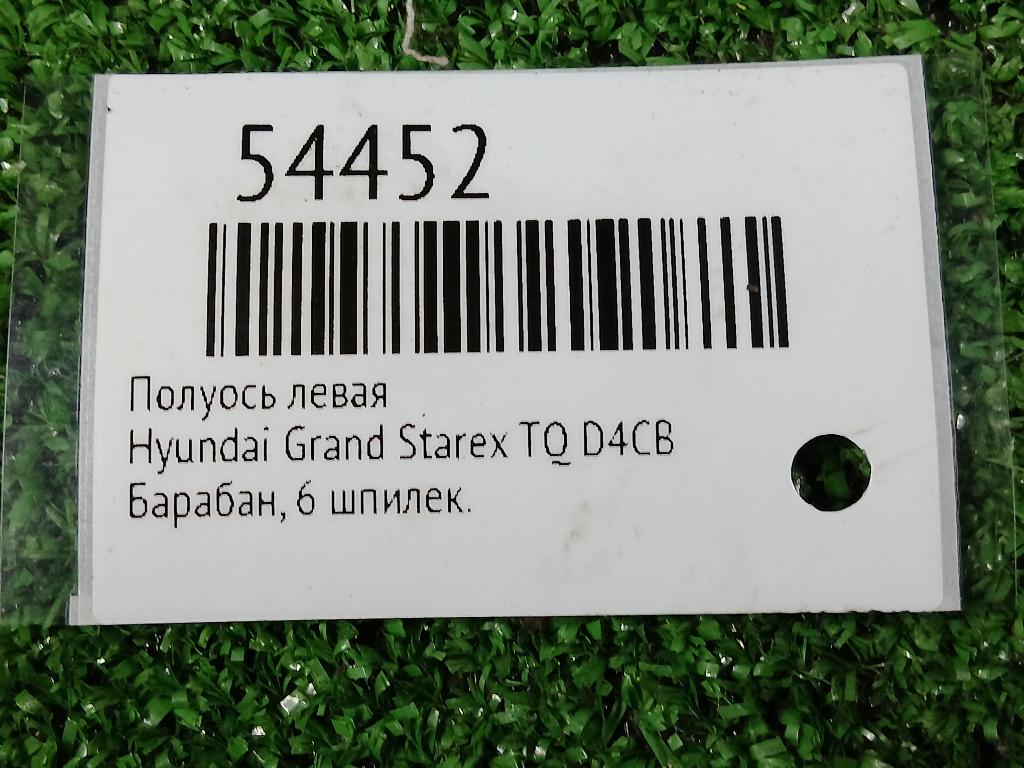 54452
Полуось левая
Hyundai Grand Starex TQ D4CB
Барабан, 6 шпилек.